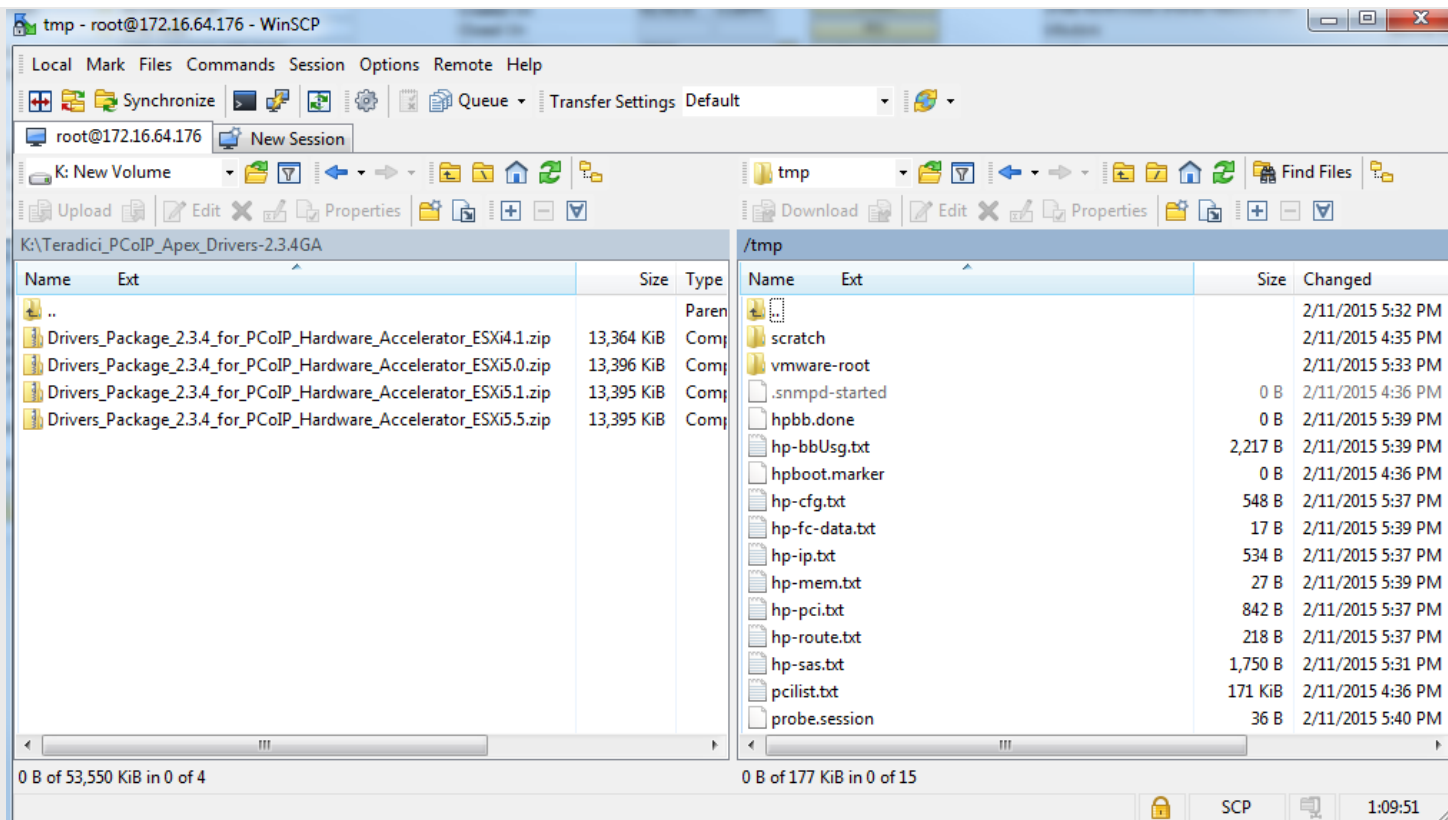 tmp - root@172.16.64.176 - WinSCP
Local Mark Files Commands Session Options Remote Help
Synchronize Queue Transfer Settings Default
root@172.16.64.176 New Session
K: New Volume tmp Find Files
Upload Edit Properties Download Edit Properties
K:\Teradici_PCoIP_Apex_Drivers-2.3.4GA /tmp
Name Ext Size Type Name Ext Size Changed
.. Paren .. 2/11/2015 5:32 PM
Drivers_Package_2.3.4_for_PCoIP_Hardware_Accelerator_ESXi4.1.zip 13,364 KiB Comp scratch 2/11/2015 4:35 PM
Drivers_Package_2.3.4_for_PCoIP_Hardware_Accelerator_ESXi5.0.zip 13,396 KiB Comp vmware-root 2/11/2015 5:33 PM
Drivers_Package_2.3.4_for_PCoIP_Hardware_Accelerator_ESXi5.1.zip 13,395 KiB Comp .snmpd-started 0 B 2/11/2015 4:36 PM
Drivers_Package_2.3.4_for_PCoIP_Hardware_Accelerator_ESXi5.5.zip 13,395 KiB Comp hpbb.done 0 B 2/11/2015 5:39 PM
hp-bbUsg.txt 2,217 B 2/11/2015 5:39 PM
hpboot.marker 0 B 2/11/2015 4:36 PM
hp-cfg.txt 548 B 2/11/2015 5:37 PM
hp-fc-data.txt 17 B 2/11/2015 5:39 PM
hp-ip.txt 534 B 2/11/2015 5:37 PM
hp-mem.txt 27 B 2/11/2015 5:39 PM
hp-pci.txt 842 B 2/11/2015 5:37 PM
hp-route.txt 218 B 2/11/2015 5:37 PM
hp-sas.txt 1,750 B 2/11/2015 5:31 PM
pcilist.txt 171 KiB 2/11/2015 4:36 PM
probe.session 36 B 2/11/2015 5:40 PM
0 B of 53,550 KiB in 0 of 4 0 B of 177 KiB in 0 of 15
SCP 1:09:51